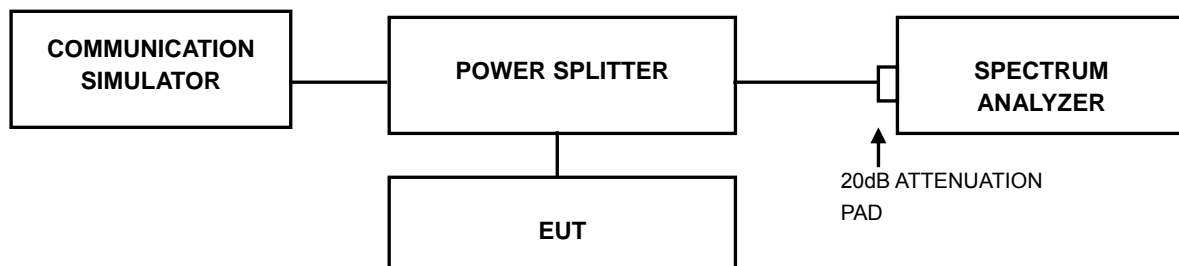 COMMUNICATION
SIMULATOR
POWER SPLITTER
SPECTRUM
ANALYZER
20dB ATTENUATION
PAD
EUT